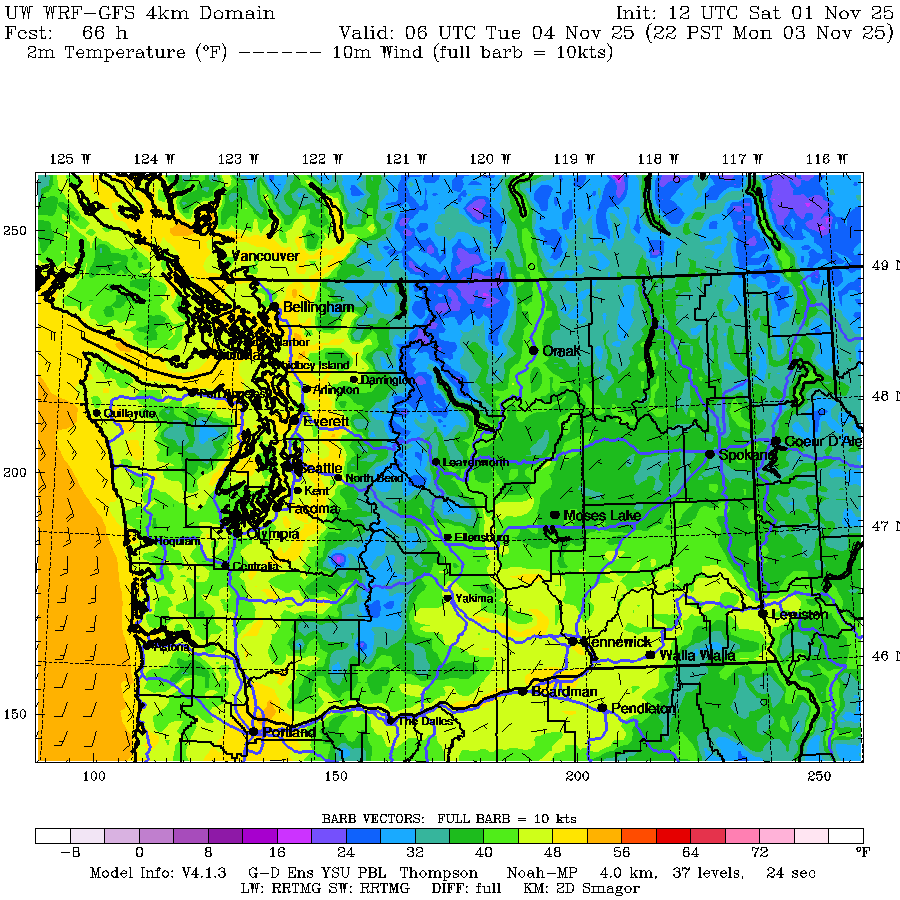 UW WRF-GFS 4km Domain Init: 12 UTC Sat 01 Nov 25
Fcst: 66 h Valid: 06 UTC Tue 04 Nov 25 (22 PST Mon 03 Nov 25)
2m Temperature (°F) ------ 10m Wind (full barb = 10kts)
125 W 124 W 123 W 122 W 121 W 120 W 119 W 118 W 117 W 116 W
250
Vancouver
49 N
Bellingham
Omak
Whidbey Island
Darrington
Arlington
48 N
Quillayute
Everett
Coeur D'Ale
Spokane
Leavenworth
200
Seattle
North Bend
Kent
Tacoma
Moses Lake
47 N
Olympia
Ellensburg
Hoquiam
Centralia
Yakima
Lewiston
Kennewick
Astoria
Walla Walla
46 N
Boardman
Pendleton
150
The Dalles
Portland
100 150 200 250
BARB VECTORS: FULL BARB = 10 kts
-8 0 8 16 24 32 40 48 56 64 72 °F
Model Info: V4.1.3 G-D Ens YSU PBL Thompson Noah-MP 4.0 km, 37 levels, 24 sec
LW: RRTMG SW: RRTMG DIFF: full KM: 2D Smagor